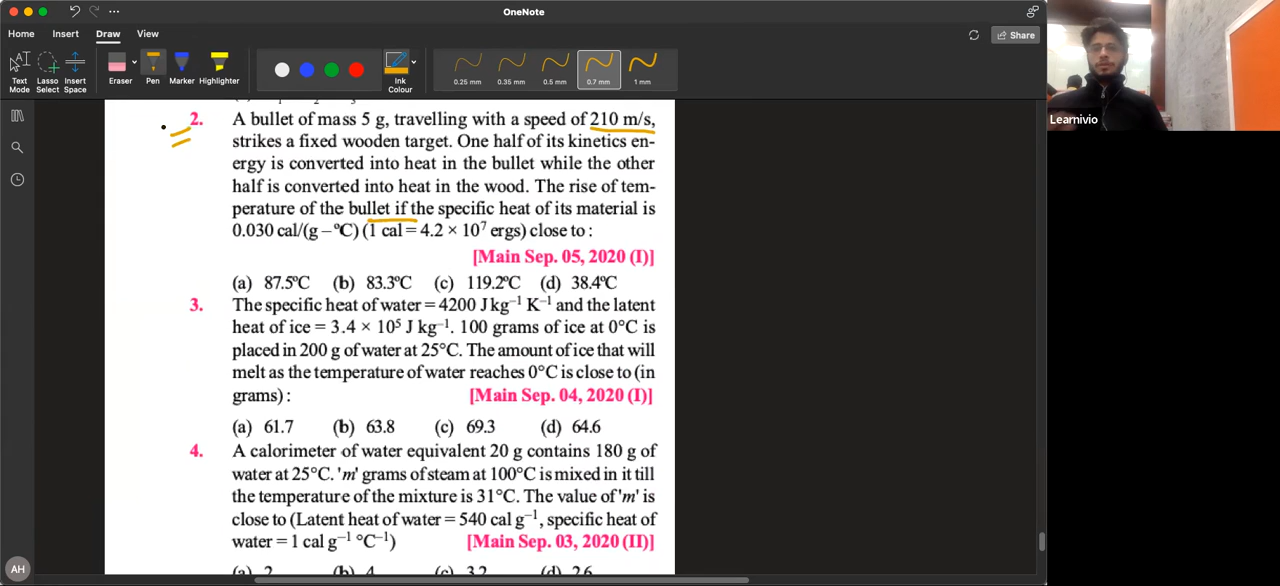 OneNote
Home Insert Draw View
Share
Text Mode
Lasso Select
Insert Space
Eraser
Pen
Marker
Highlighter
Ink Colour
0.25 mm
0.35 mm
0.5 mm
0.7 mm
1 mm
Learnivio
2. A bullet of mass 5 g, travelling with a speed of 210 m/s,
strikes a fixed wooden target. One half of its kinetics en-
ergy is converted into heat in the bullet while the other
half is converted into heat in the wood. The rise of tem-
perature of the bullet if the specific heat of its material is
0.030 cal/(g – °C) (1 cal = 4.2 × 10⁷ ergs) close to :
[Main Sep. 05, 2020 (I)]
(a) 87.5°C (b) 83.3°C (c) 119.2°C (d) 38.4°C
3. The specific heat of water = 4200 J kg⁻¹ K⁻¹ and the latent
heat of ice = 3.4 × 10⁵ J kg⁻¹. 100 grams of ice at 0°C is
placed in 200 g of water at 25°C. The amount of ice that will
melt as the temperature of water reaches 0°C is close to (in
grams) : [Main Sep. 04, 2020 (I)]
(a) 61.7 (b) 63.8 (c) 69.3 (d) 64.6
4. A calorimeter of water equivalent 20 g contains 180 g of
water at 25°C. 'm' grams of steam at 100°C is mixed in it till
the temperature of the mixture is 31°C. The value of 'm' is
close to (Latent heat of water = 540 cal g⁻¹, specific heat of
water = 1 cal g⁻¹ °C⁻¹) [Main Sep. 03, 2020 (II)]
(a) 2 (b) 4 (c) 3.2 (d) 2.6
AH